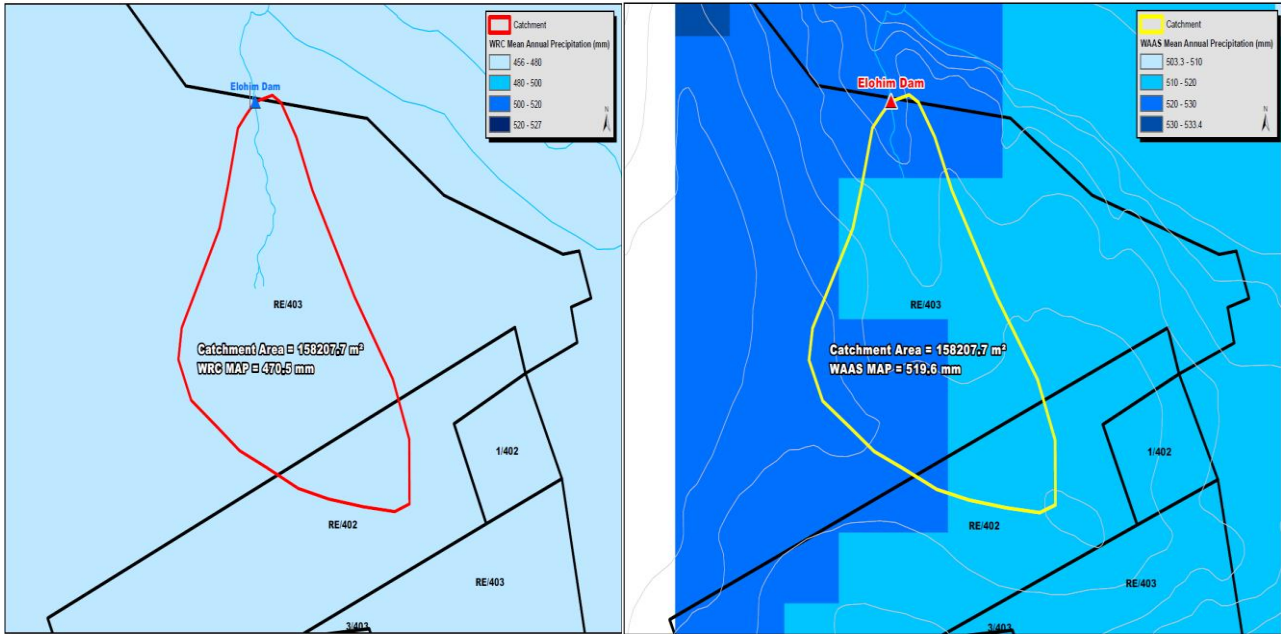 Catchment
WRC Mean Annual Precipitation (mm)
456 - 480
480 - 500
500 - 520
520 - 527
N
Elohim Dam
RE/403
Catchment Area = 158207.7 m²
WRC MAP = 470.5 mm
1/402
RE/402
RE/403
3/403
Catchment
WAAS Mean Annual Precipitation (mm)
503.3 - 510
510 - 520
520 - 530
530 - 533.4
N
Elohim Dam
RE/403
Catchment Area = 158207.7 m²
WAAS MAP = 519.6 mm
1/402
RE/402
RE/403
3/403